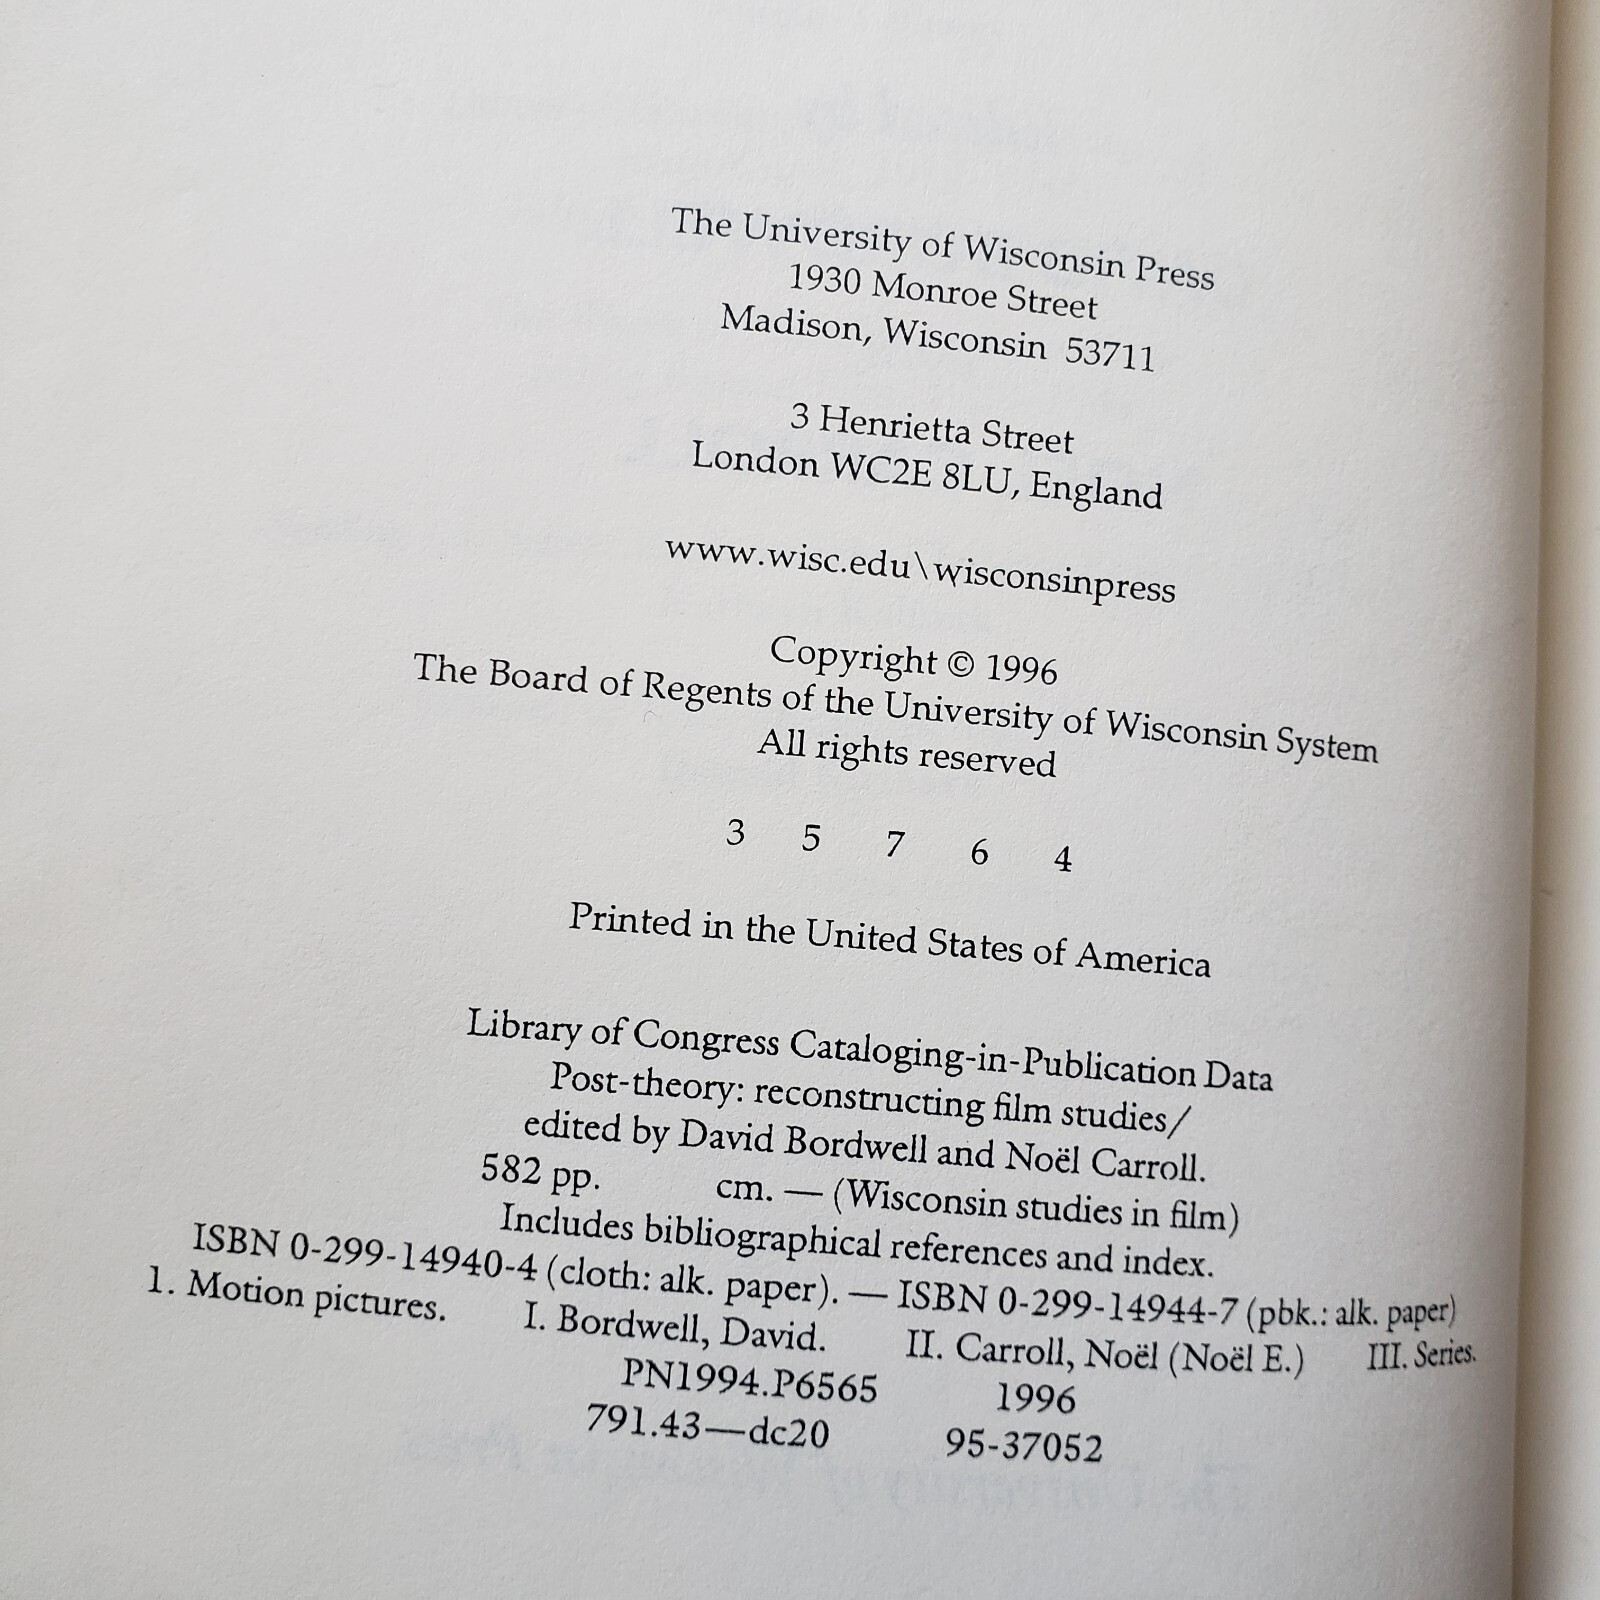 The University of Wisconsin Press
1930 Monroe Street
Madison, Wisconsin 53711
3 Henrietta Street
London WC2E 8LU, England
www.wisc.edu\wisconsinpress
Copyright © 1996
The Board of Regents of the University of Wisconsin System
All rights reserved
3 5 7 6 4
Printed in the United States of America
Library of Congress Cataloging-in-Publication Data
Post-theory: reconstructing film studies/
edited by David Bordwell and Noël Carroll.
582 pp. cm. — (Wisconsin studies in film)
Includes bibliographical references and index.
ISBN 0-299-14940-4 (cloth: alk. paper). — ISBN 0-299-14944-7 (pbk.: alk. paper)
1. Motion pictures. I. Bordwell, David. II. Carroll, Noël (Noël E.) III. Series.
PN1994.P6565 1996
791.43—dc20 95-37052